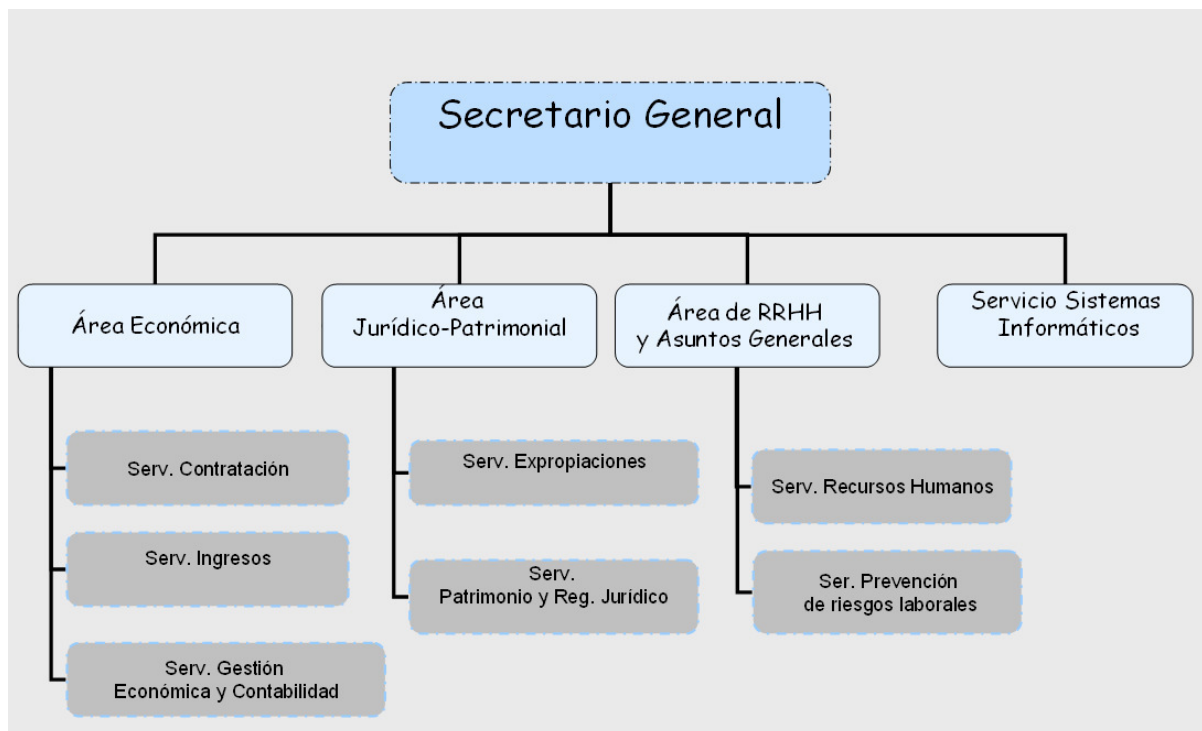 Secretario General
Área Económica
Área
Jurídico-Patrimonial
Área de RRHH
y Asuntos Generales
Servicio Sistemas
Informáticos
Serv. Contratación
Serv. Ingresos
Serv. Gestión
Económica y Contabilidad
Serv. Expropiaciones
Serv.
Patrimonio y Reg. Jurídico
Serv. Recursos Humanos
Ser. Prevención
de riesgos laborales